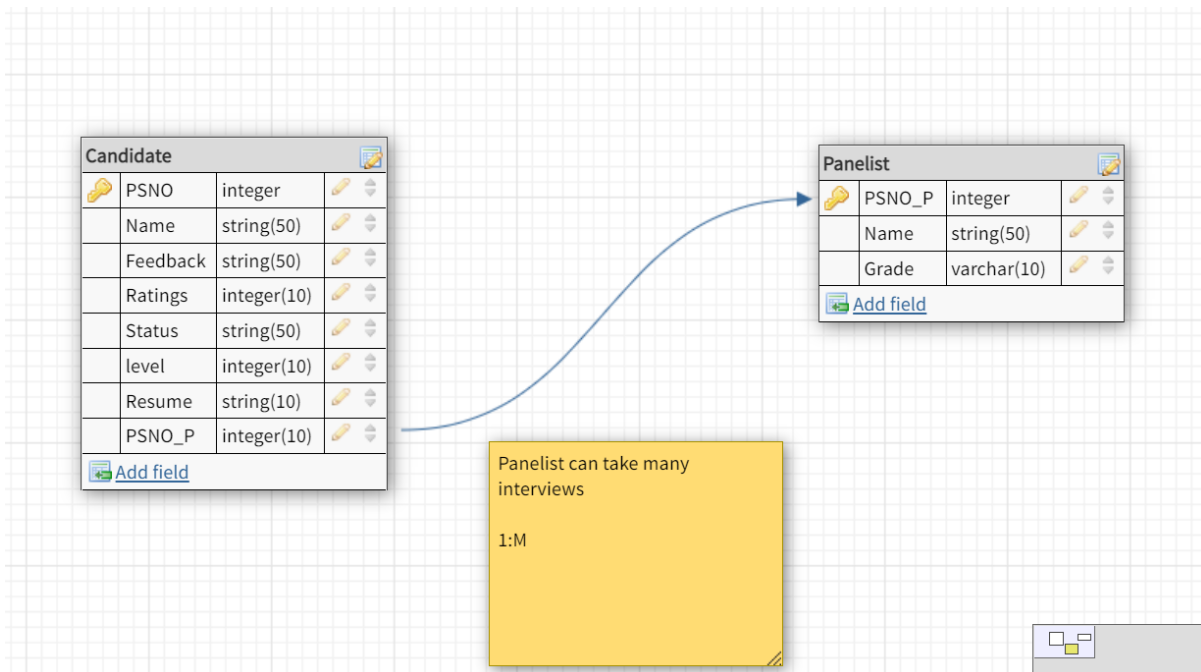 Candidate
PSNO integer
Name string(50)
Feedback string(50)
Ratings integer(10)
Status string(50)
level integer(10)
Resume string(10)
PSNO_P integer(10)
Add field
Panelist
PSNO_P integer
Name string(50)
Grade varchar(10)
Add field
Panelist can take many
interviews
1:M